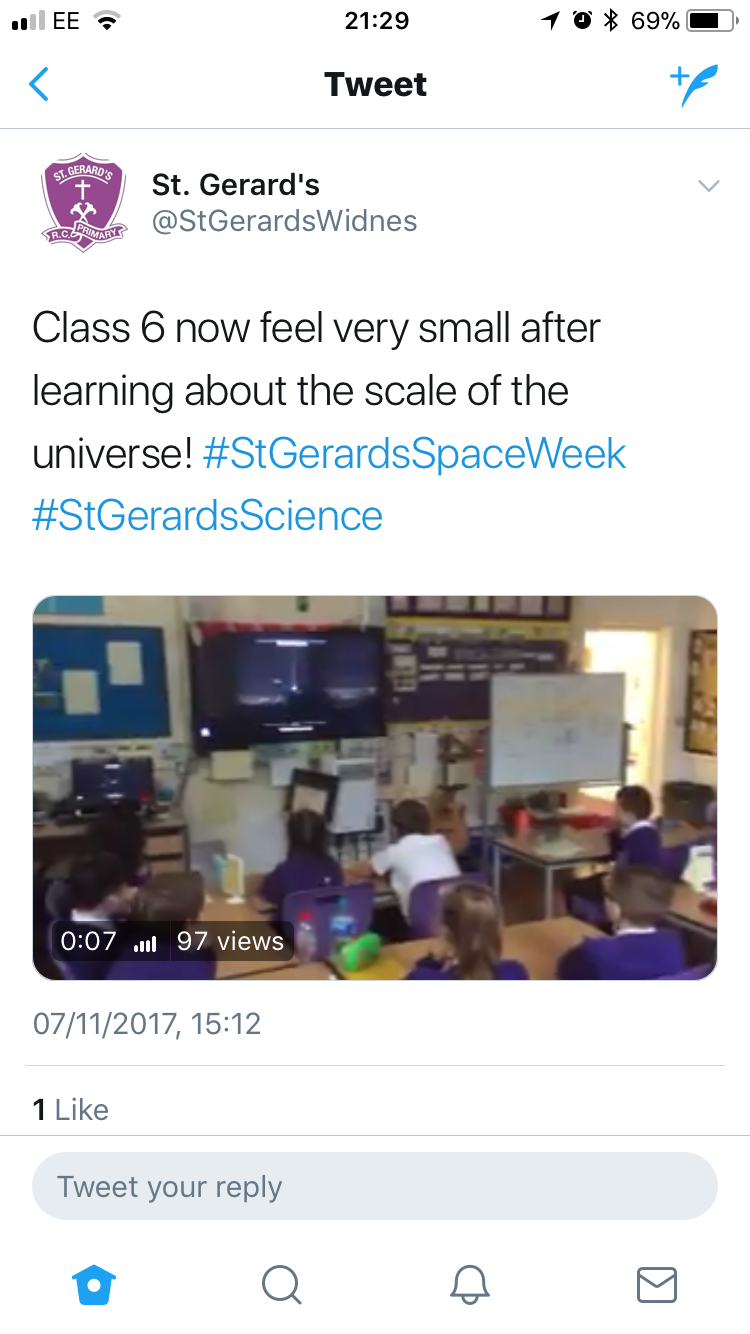 EE 21:29 69%
Tweet
ST. GERARD'S
R.C. PRIMARY
St. Gerard's
@StGerardsWidnes
Class 6 now feel very small after
learning about the scale of the
universe! #StGerardsSpaceWeek
#StGerardsScience
0:07 97 views
07/11/2017, 15:12
1 Like
Tweet your reply